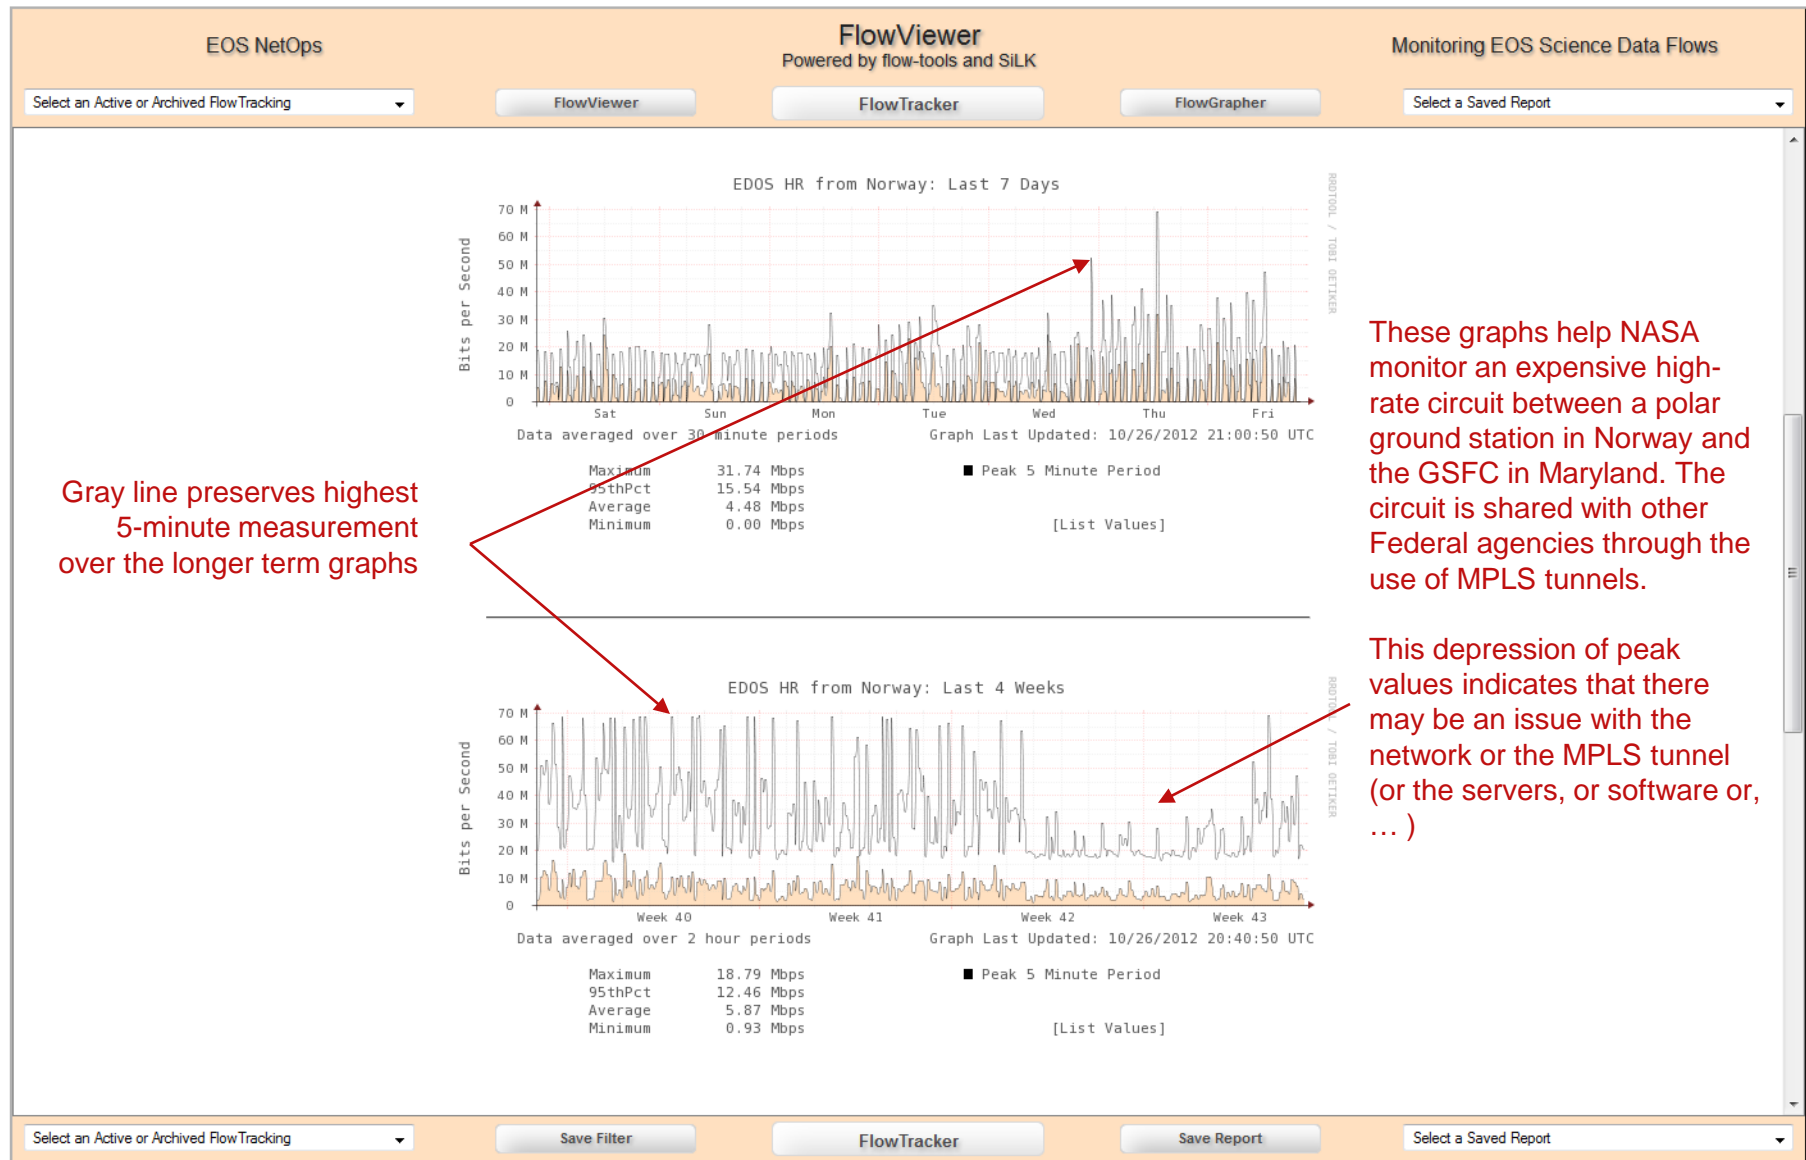 EOS NetOps
FlowViewer
Powered by flow-tools and SiLK
Monitoring EOS Science Data Flows
Select an Active or Archived FlowTracking
FlowViewer
FlowTracker
FlowGrapher
Select a Saved Report
EDOS HR from Norway: Last 7 Days
RRDTOOL / TOBI OETIKER
Bits per Second
70 M
60 M
50 M
40 M
30 M
20 M
10 M
0
Sat
Sun
Mon
Tue
Wed
Thu
Fri
Data averaged over 30 minute periods
Graph Last Updated: 10/26/2012 21:00:50 UTC
Maximum 31.74 Mbps
95thPct 15.54 Mbps
Average 4.48 Mbps
Minimum 0.00 Mbps
Peak 5 Minute Period
[List Values]
Gray line preserves highest
5-minute measurement
over the longer term graphs
These graphs help NASA
monitor an expensive high-
rate circuit between a polar
ground station in Norway and
the GSFC in Maryland. The
circuit is shared with other
Federal agencies through the
use of MPLS tunnels.
This depression of peak
values indicates that there
may be an issue with the
network or the MPLS tunnel
(or the servers, or software or,
… )
EDOS HR from Norway: Last 4 Weeks
RRDTOOL / TOBI OETIKER
Bits per Second
70 M
60 M
50 M
40 M
30 M
20 M
10 M
0
Week 40
Week 41
Week 42
Week 43
Data averaged over 2 hour periods
Graph Last Updated: 10/26/2012 20:40:50 UTC
Maximum 18.79 Mbps
95thPct 12.46 Mbps
Average 5.87 Mbps
Minimum 0.93 Mbps
Peak 5 Minute Period
[List Values]
Select an Active or Archived FlowTracking
Save Filter
FlowTracker
Save Report
Select a Saved Report